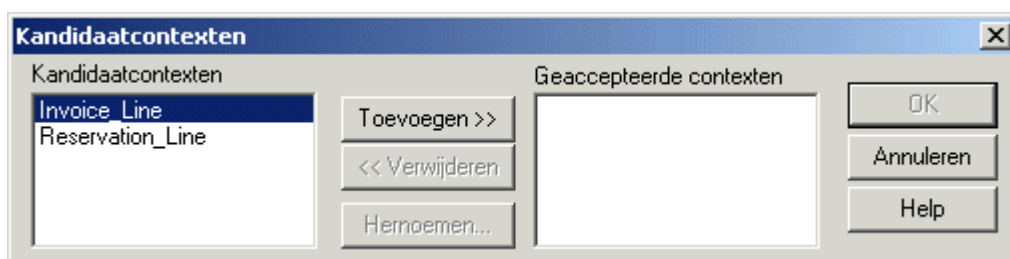 Kandidaatcontexten
Kandidaatcontexten
Invoice_Line
Reservation_Line
Toevoegen >>
<< Verwijderen
Hernoemen...
Geaccepteerde contexten
OK
Annuleren
Help